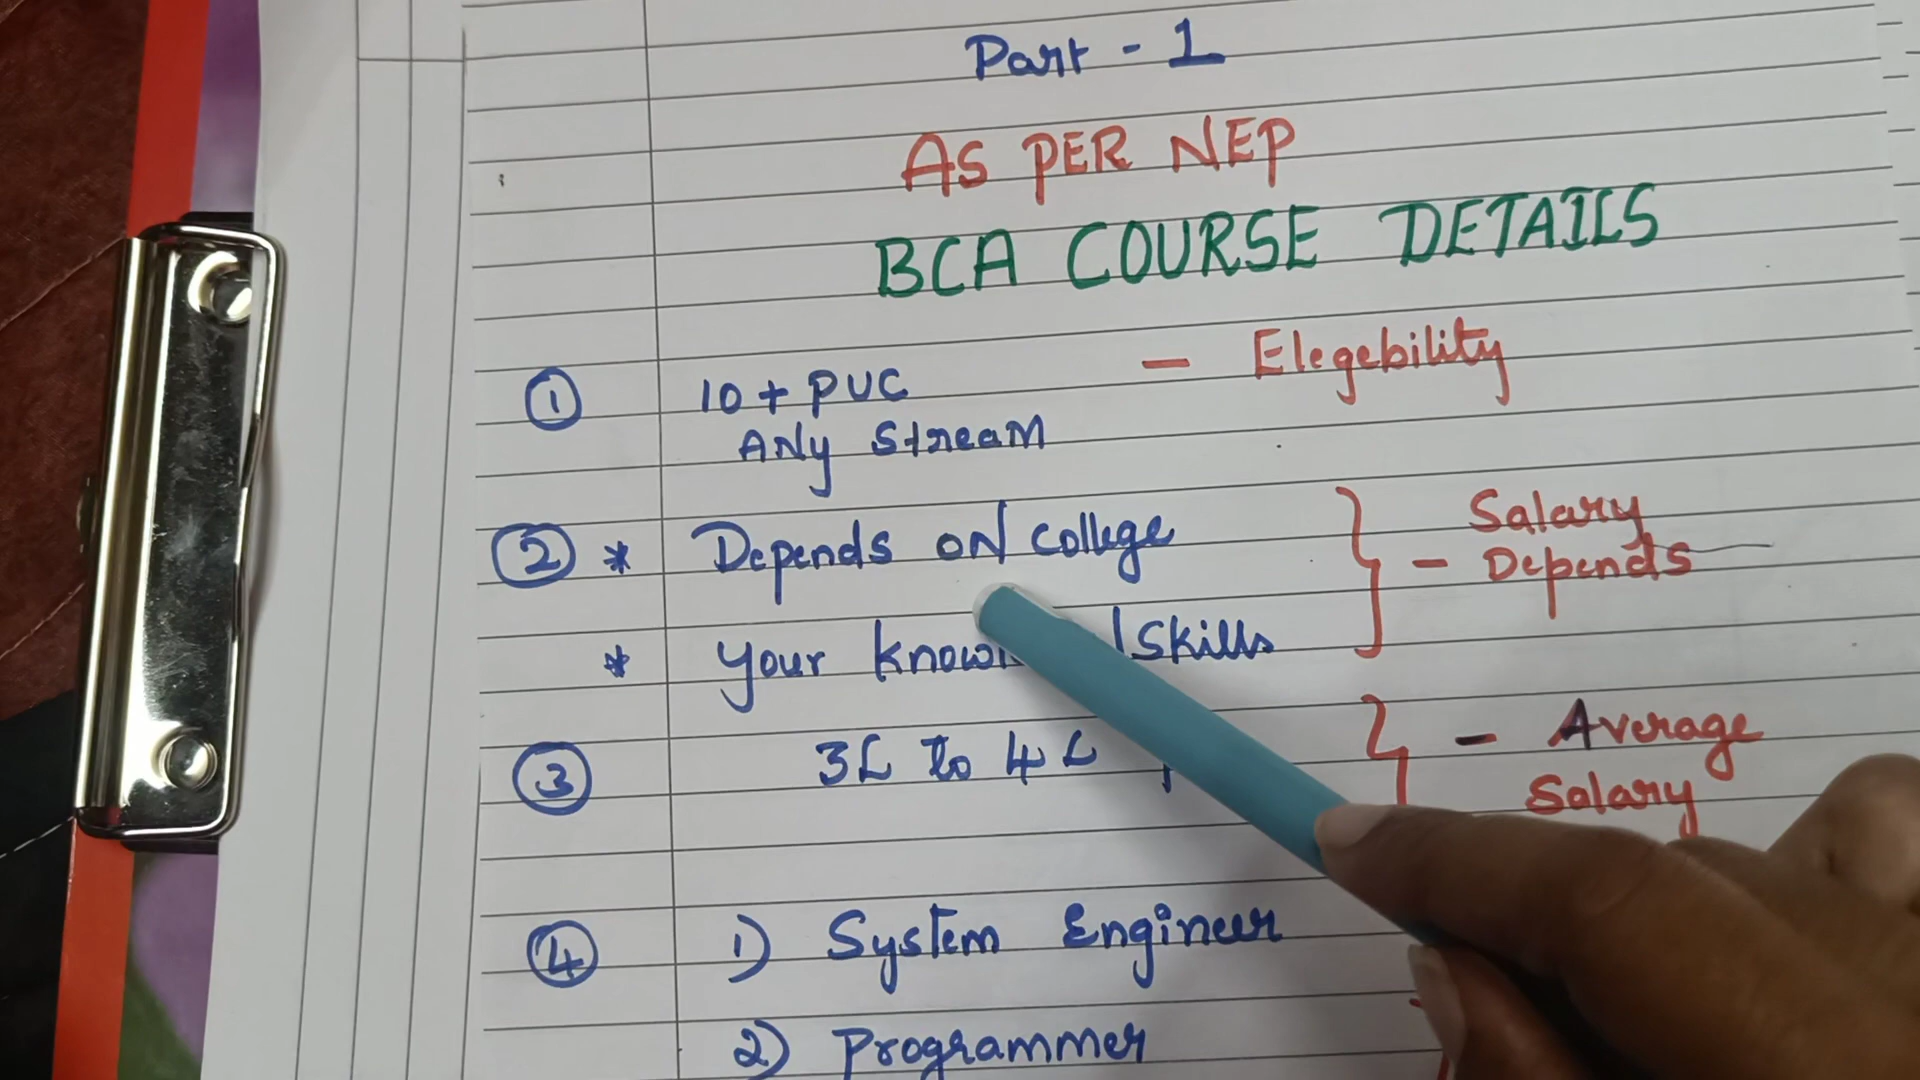 Part - 1
AS PER NEP
BCA COURSE DETAILS
① 10 + PUC - Elegebility
ANy StreaM
② * Depends ON college } - Salary Depends
* your /Skills
③ 3L to 4L } - Average Salary
④ 1) System Engineer
2) Programmer